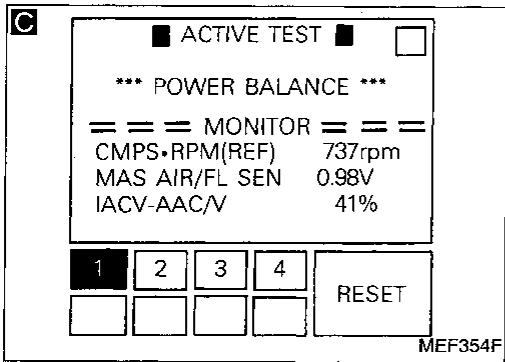 C
ACTIVE TEST
*** POWER BALANCE ***
= = = MONITOR = = =
CMPS•RPM(REF) 737rpm
MAS AIR/FL SEN 0.98V
IACV-AAC/V 41%
1 2 3 4
RESET
MEF354F